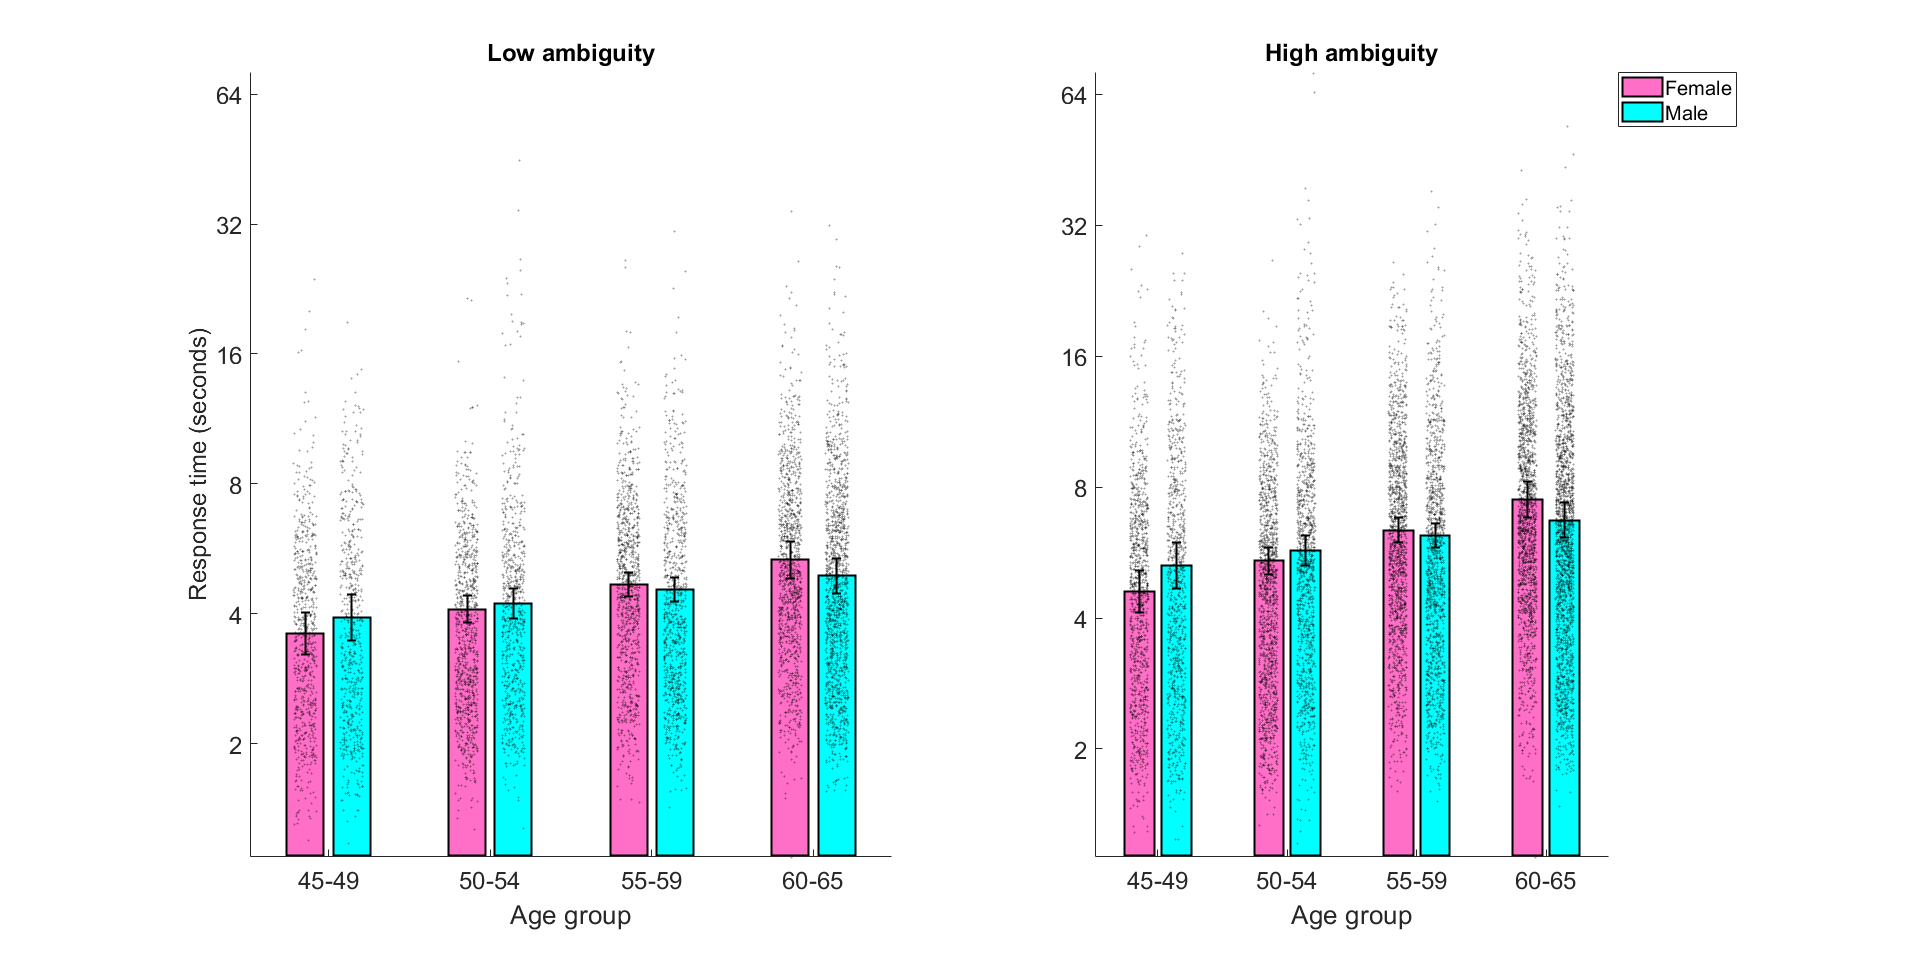 Low ambiguity
64
32
16
8
4
2
Response time (seconds)
45-49 50-54 55-59 60-65
Age group
High ambiguity
64
32
16
8
4
2
45-49 50-54 55-59 60-65
Age group
Female
Male